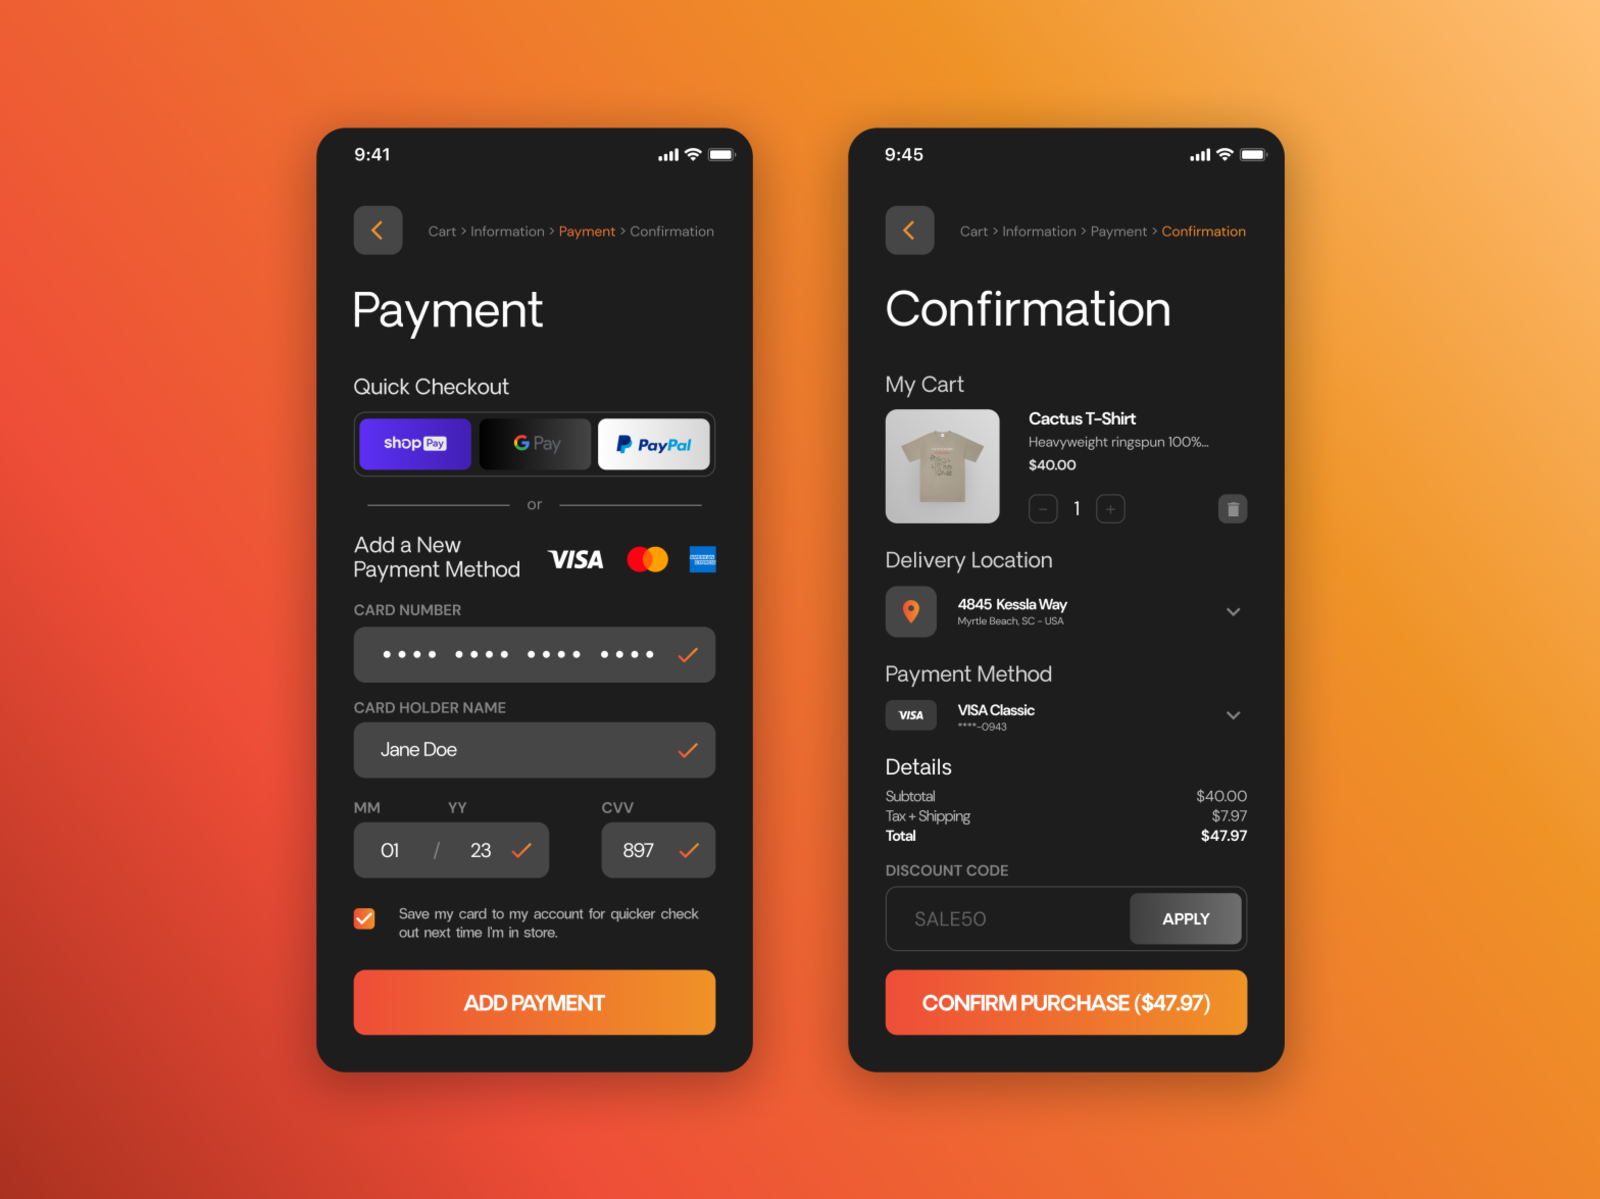 9:41
Cart > Information > Payment > Confirmation
Payment
Quick Checkout
shop Pay
G Pay
PayPal
or
Add a New
Payment Method
VISA
AMERICAN
EXPRESS
CARD NUMBER
•••• •••• •••• ••••
CARD HOLDER NAME
Jane Doe
MM YY CVV
01 / 23 897
Save my card to my account for quicker check
out next time I'm in store.
ADD PAYMENT
9:45
Cart > Information > Payment > Confirmation
Confirmation
My Cart
Cactus T-Shirt
Heavyweight ringspun 100%...
$40.00
− 1 +
Delivery Location
4845 Kessla Way
Myrtle Beach, SC - USA
Payment Method
VISA
VISA Classic
****-0943
Details
Subtotal $40.00
Tax + Shipping $7.97
Total $47.97
DISCOUNT CODE
SALE50 APPLY
CONFIRM PURCHASE ($47.97)